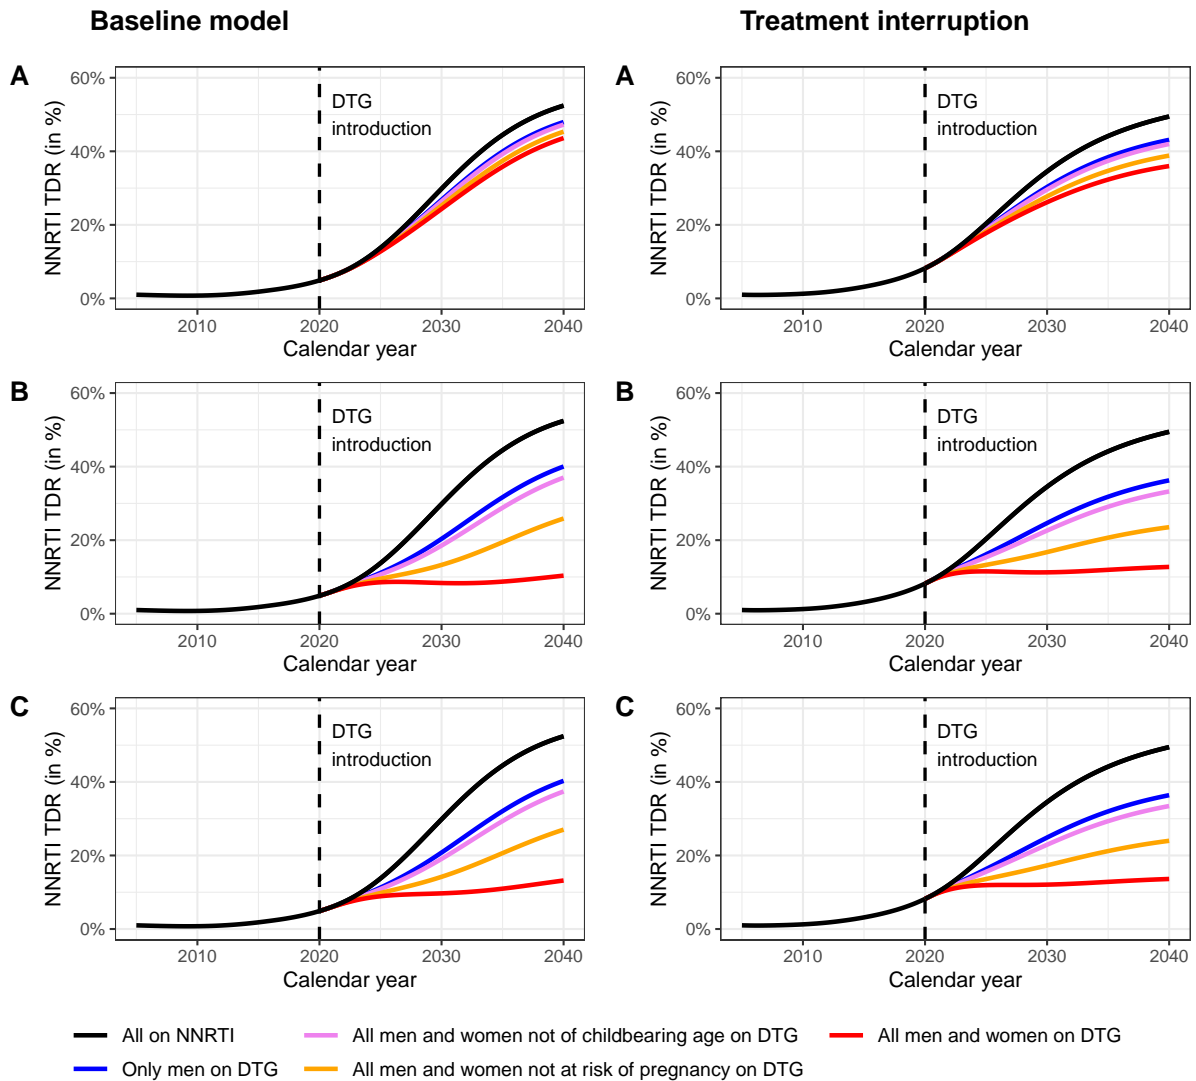 Baseline model
Treatment interruption
A
60%
40%
20%
0%
NNRTI TDR (in %)
DTG
introduction
2010
2020
2030
2040
Calendar year
A
60%
40%
20%
0%
NNRTI TDR (in %)
DTG
introduction
2010
2020
2030
2040
Calendar year
B
60%
40%
20%
0%
NNRTI TDR (in %)
DTG
introduction
2010
2020
2030
2040
Calendar year
B
60%
40%
20%
0%
NNRTI TDR (in %)
DTG
introduction
2010
2020
2030
2040
Calendar year
C
60%
40%
20%
0%
NNRTI TDR (in %)
DTG
introduction
2010
2020
2030
2040
Calendar year
C
60%
40%
20%
0%
NNRTI TDR (in %)
DTG
introduction
2010
2020
2030
2040
Calendar year
All on NNRTI
All men and women not of childbearing age on DTG
All men and women on DTG
Only men on DTG
All men and women not at risk of pregnancy on DTG